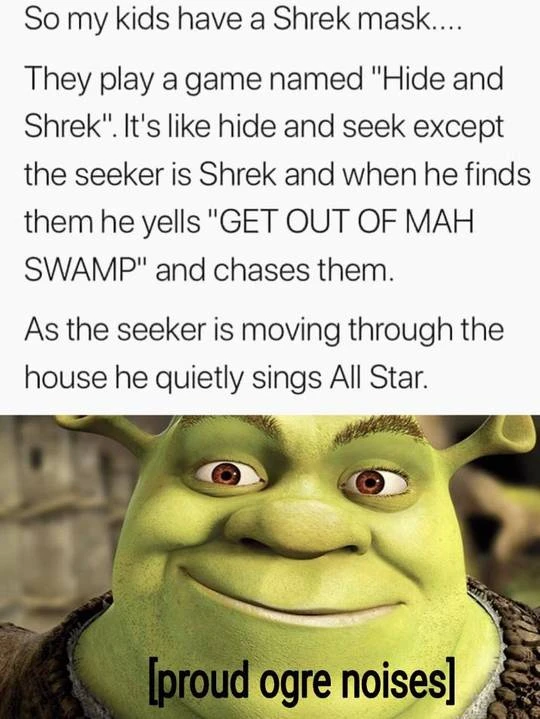 So my kids have a Shrek mask....
They play a game named "Hide and
Shrek". It's like hide and seek except
the seeker is Shrek and when he finds
them he yells "GET OUT OF MAH
SWAMP" and chases them.
As the seeker is moving through the
house he quietly sings All Star.
[proud ogre noises]